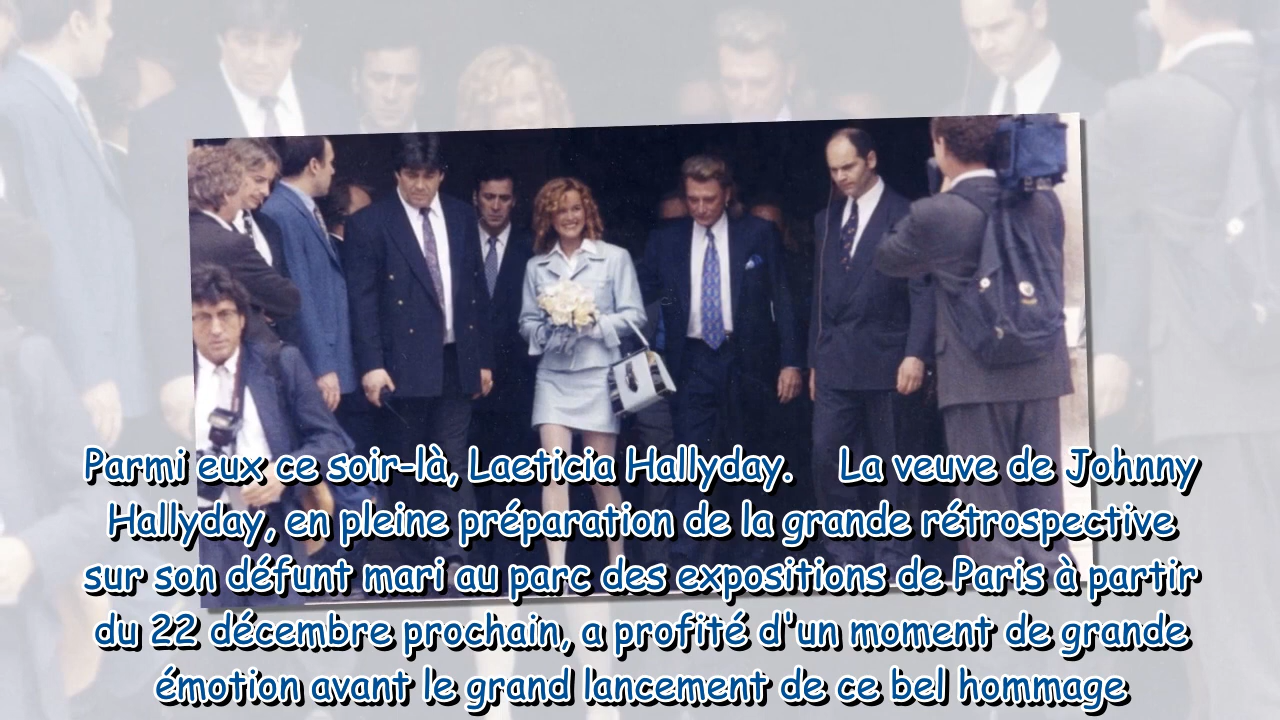 Parmi eux ce soir-là, Laeticia Hallyday. La veuve de Johnny
Hallyday, en pleine préparation de la grande rétrospective
sur son défunt mari au parc des expositions de Paris à partir
du 22 décembre prochain, a profité d'un moment de grande
émotion avant le grand lancement de ce bel hommage